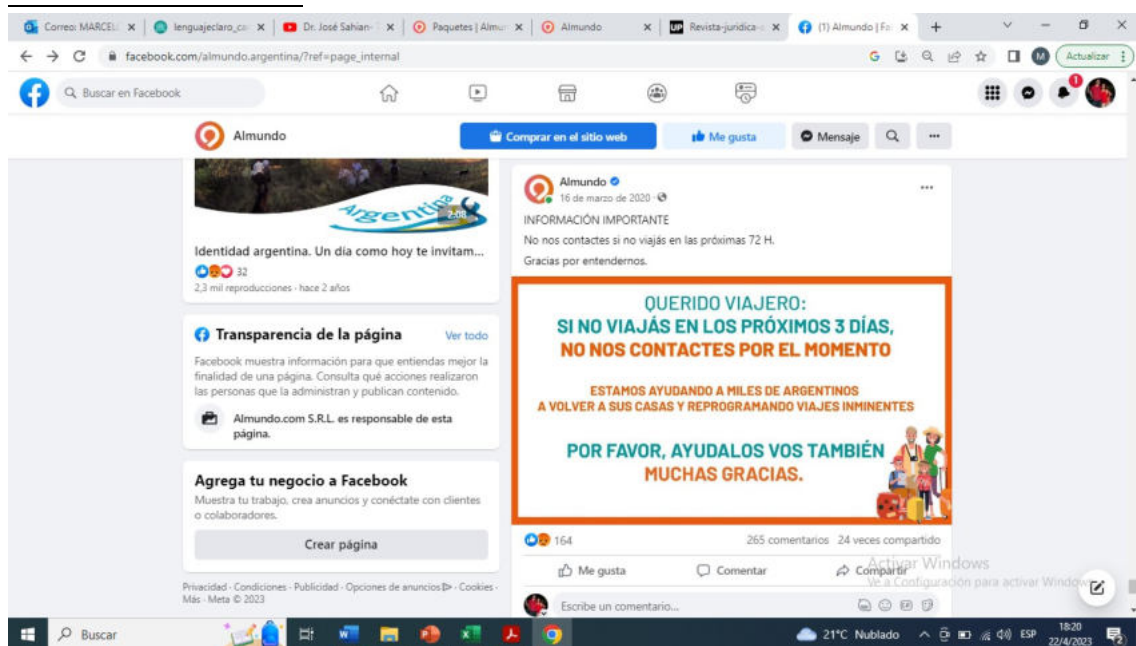 Correo: MARCEL
lenguajeclaro_ca
Dr. José Sahian-
Paquetes | Almu
Almundo
Revista-juridica-
(1) Almundo | Fa
facebook.com/almundo.argentina/?ref=page_internal
Actualizar
Buscar en Facebook
1
Almundo
Comprar en el sitio web
Me gusta
Mensaje
Argentina
2:08
Identidad argentina. Un día como hoy te invitam...
32
2,3 mil reproducciones · hace 2 años
Transparencia de la página
Ver todo
Facebook muestra información para que entiendas mejor la
finalidad de una página. Consulta qué acciones realizaron
las personas que la administran y publican contenido.
Almundo.com S.R.L. es responsable de esta
página.
Agrega tu negocio a Facebook
Muestra tu trabajo, crea anuncios y conéctate con clientes
o colaboradores.
Crear página
Privacidad · Condiciones · Publicidad · Opciones de anuncios · Cookies ·
Más · Meta © 2023
Almundo
16 de marzo de 2020 ·
INFORMACIÓN IMPORTANTE
No nos contactes si no viajás en las próximas 72 H.
Gracias por entendernos.
QUERIDO VIAJERO:
SI NO VIAJÁS EN LOS PRÓXIMOS 3 DÍAS,
NO NOS CONTACTES POR EL MOMENTO
ESTAMOS AYUDANDO A MILES DE ARGENTINOS
A VOLVER A SUS CASAS Y REPROGRAMANDO VIAJES INMINENTES
POR FAVOR, AYUDALOS VOS TAMBIÉN
MUCHAS GRACIAS.
164
265 comentarios 24 veces compartido
Me gusta
Comentar
Compartir
Escribe un comentario...
Activar Windows
Ve a Configuración para activar Windows
Buscar
21°C Nublado
ESP
18:20
22/4/2023
2